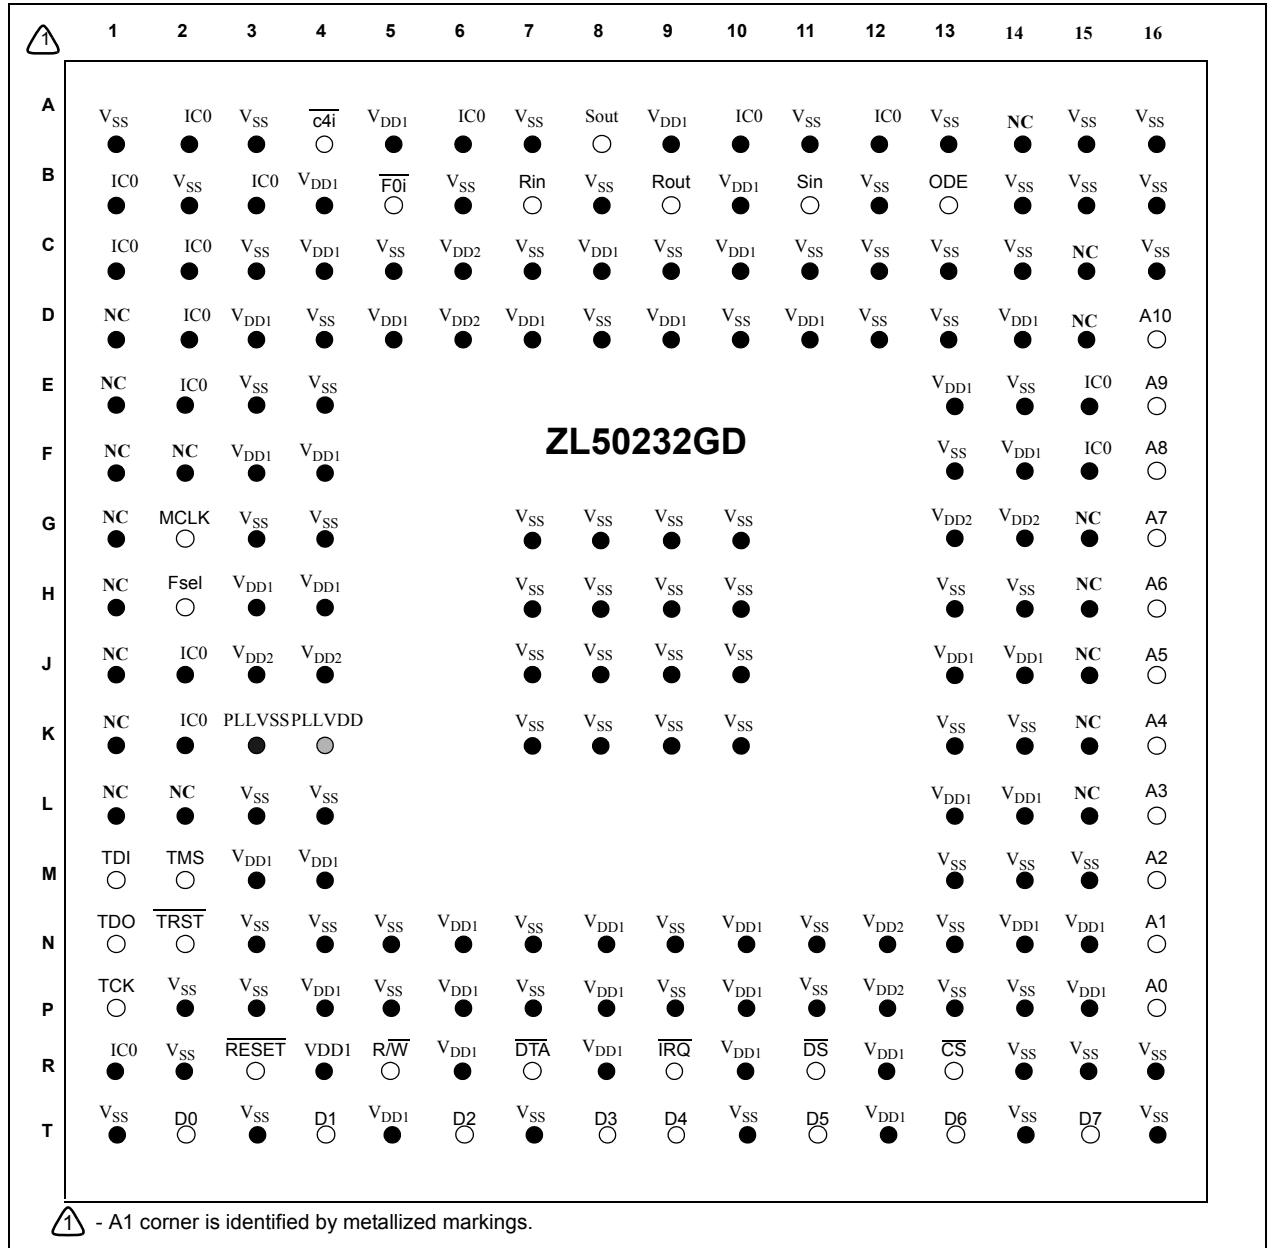 1 1 2 3 4 5 6 7 8 9 10 11 12 13 14 15 16
A VSS IC0 VSS c4i VDD1 IC0 VSS Sout VDD1 IC0 VSS IC0 VSS NC VSS VSS
B IC0 VSS IC0 VDD1 F0i VSS Rin VSS Rout VDD1 Sin VSS ODE VSS VSS VSS
C IC0 IC0 VSS VDD1 VSS VDD2 VSS VDD1 VSS VDD1 VSS VSS VSS VSS NC VSS
D NC IC0 VDD1 VSS VDD1 VDD2 VDD1 VSS VDD1 VSS VDD1 VSS VSS VDD1 NC A10
E NC IC0 VSS VSS VDD1 VSS IC0 A9
ZL50232GD
F NC NC VDD1 VDD1 VSS VDD1 IC0 A8
G NC MCLK VSS VSS VSS VSS VSS VSS VDD2 VDD2 NC A7
H NC Fsel VDD1 VDD1 VSS VSS VSS VSS VSS VSS NC A6
J NC IC0 VDD2 VDD2 VSS VSS VSS VSS VDD1 VDD1 NC A5
K NC IC0 PLLVSS PLLVDD VSS VSS VSS VSS VSS VSS NC A4
L NC NC VSS VSS VDD1 VDD1 NC A3
M TDI TMS VDD1 VDD1 VSS VSS VSS A2
N TDO TRST VSS VSS VSS VDD1 VSS VDD1 VSS VDD1 VSS VDD2 VSS VDD1 VDD1 A1
P TCK VSS VSS VDD1 VSS VDD1 VSS VDD1 VSS VDD1 VSS VDD2 VSS VSS VDD1 A0
R IC0 VSS RESET VDD1 R/W VDD1 DTA VDD1 IRQ VDD1 DS VDD1 CS VSS VSS VSS
T VSS D0 VSS D1 VDD1 D2 VSS D3 D4 VSS D5 VDD1 D6 VSS D7 VSS
1 - A1 corner is identified by metallized markings.